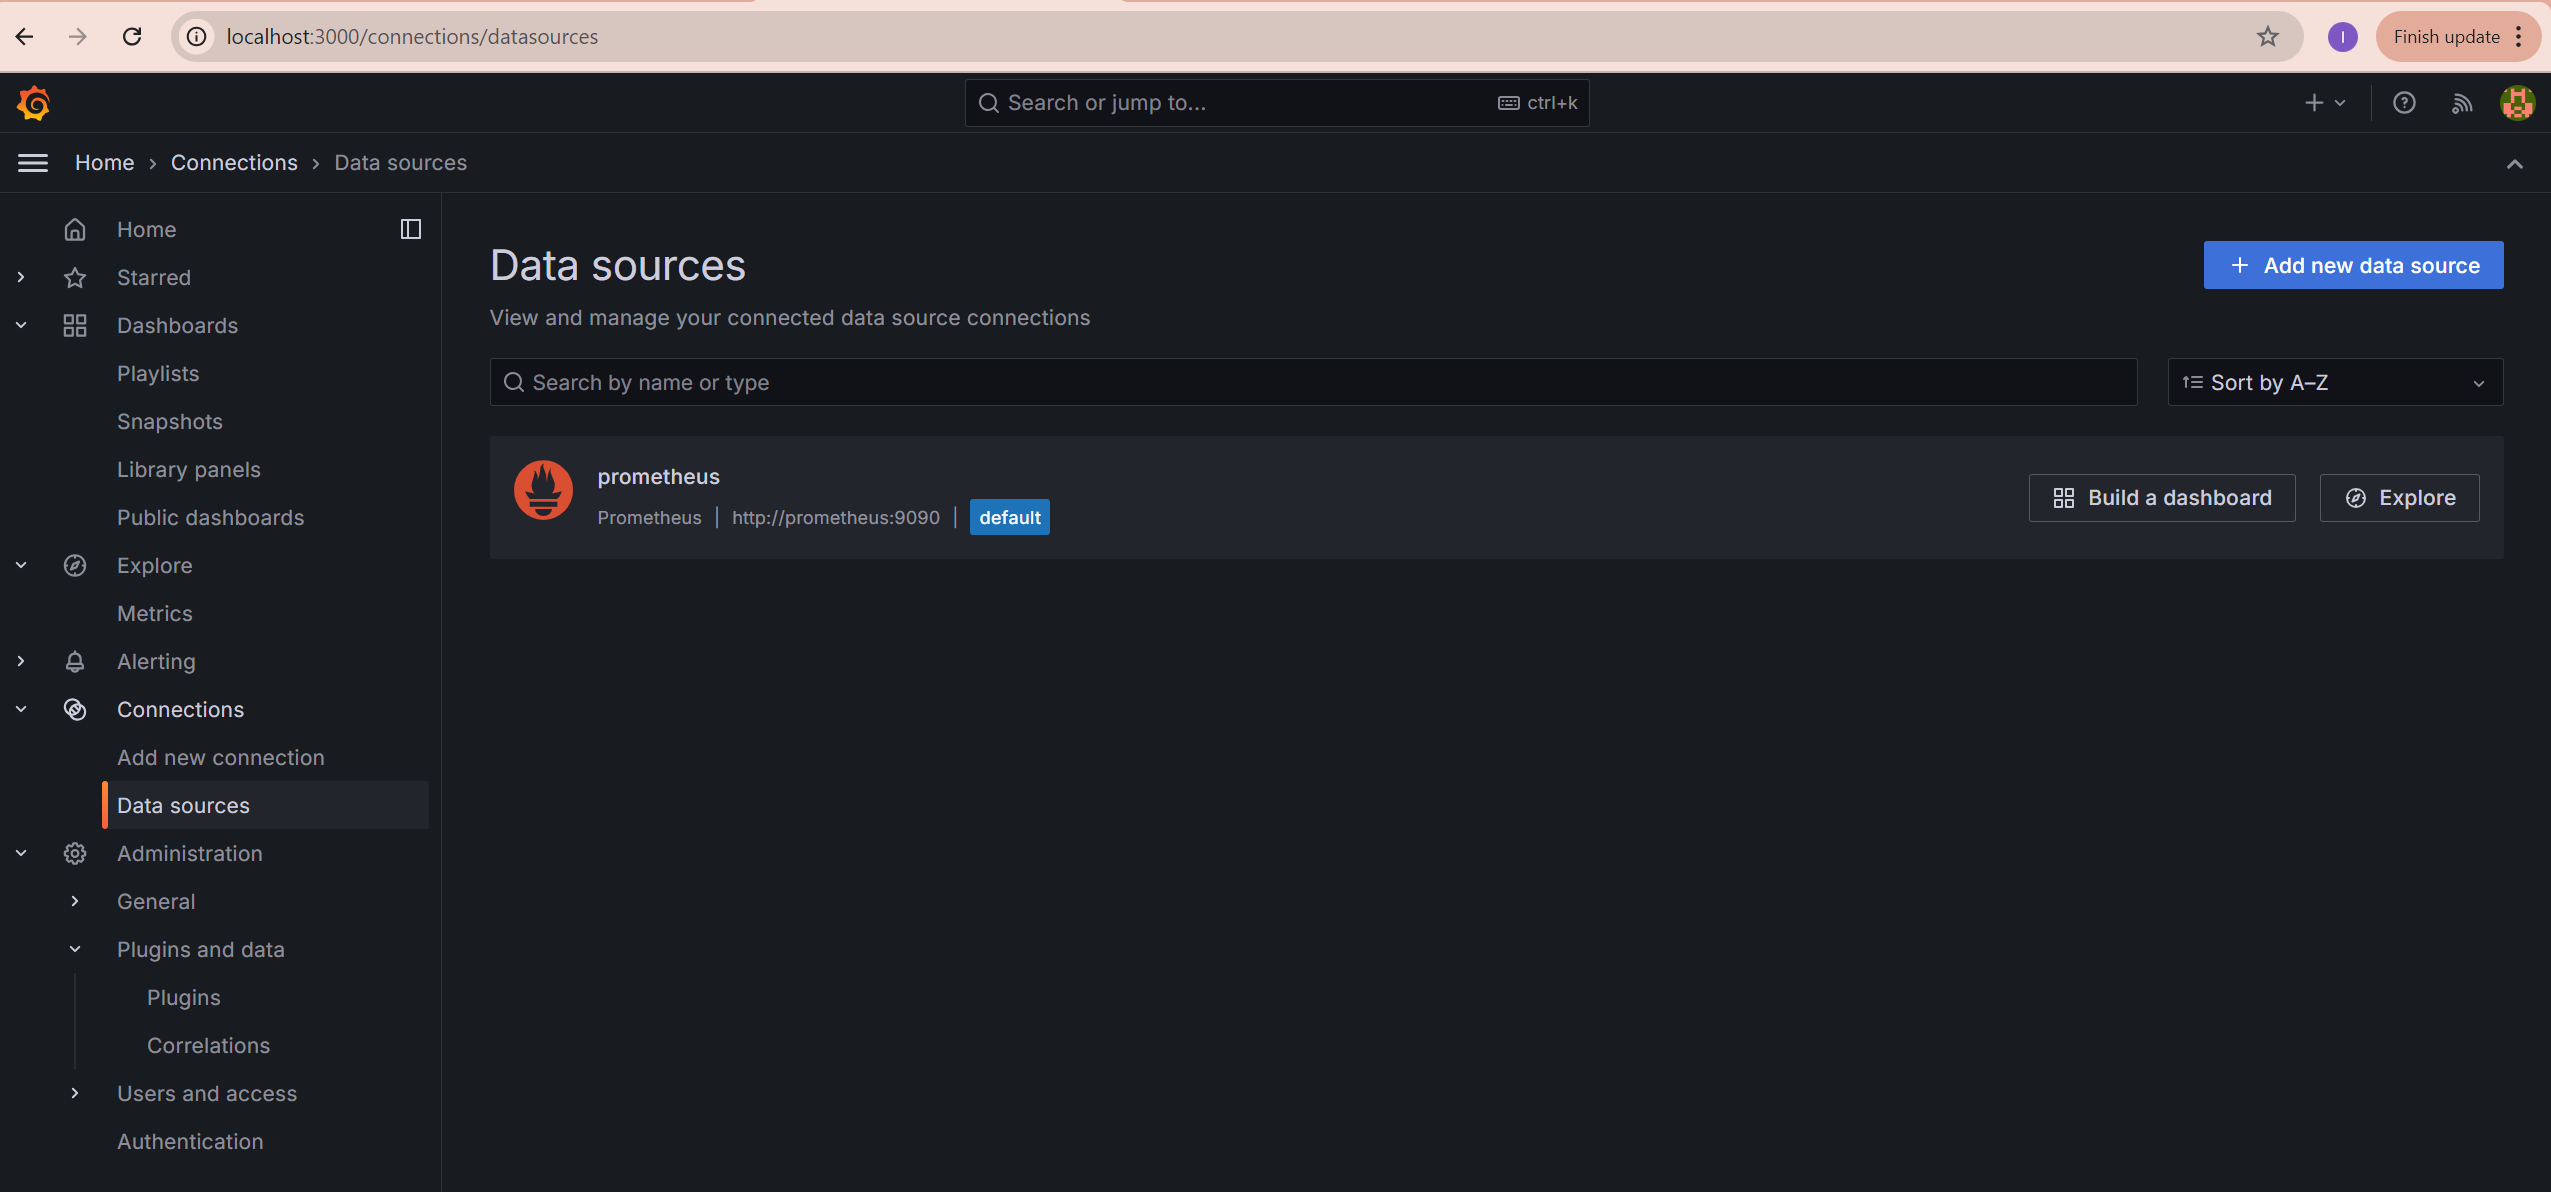 localhost:3000/connections/datasources
I
Finish update
Search or jump to...
ctrl+k
Home › Connections › Data sources
Home
Starred
Dashboards
Playlists
Snapshots
Library panels
Public dashboards
Explore
Metrics
Alerting
Connections
Add new connection
Data sources
Administration
General
Plugins and data
Plugins
Correlations
Users and access
Authentication
Data sources
Add new data source
View and manage your connected data source connections
Search by name or type
Sort by A–Z
prometheus
Prometheus | http://prometheus:9090 | default
Build a dashboard
Explore